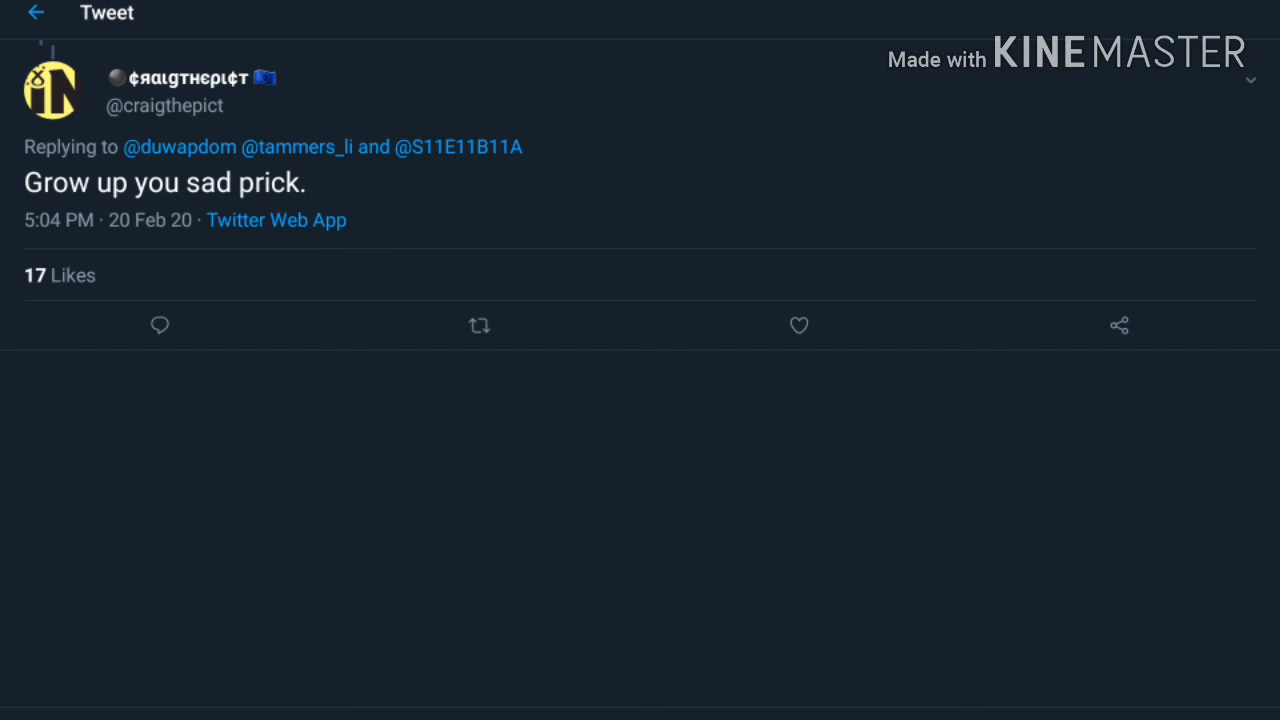 Tweet
Made with KINEMASTER
¢яαιgтнєρι¢т
@craigthepict
Replying to @duwapdom @tammers_li and @S11E11B11A
Grow up you sad prick.
5:04 PM · 20 Feb 20 · Twitter Web App
17 Likes